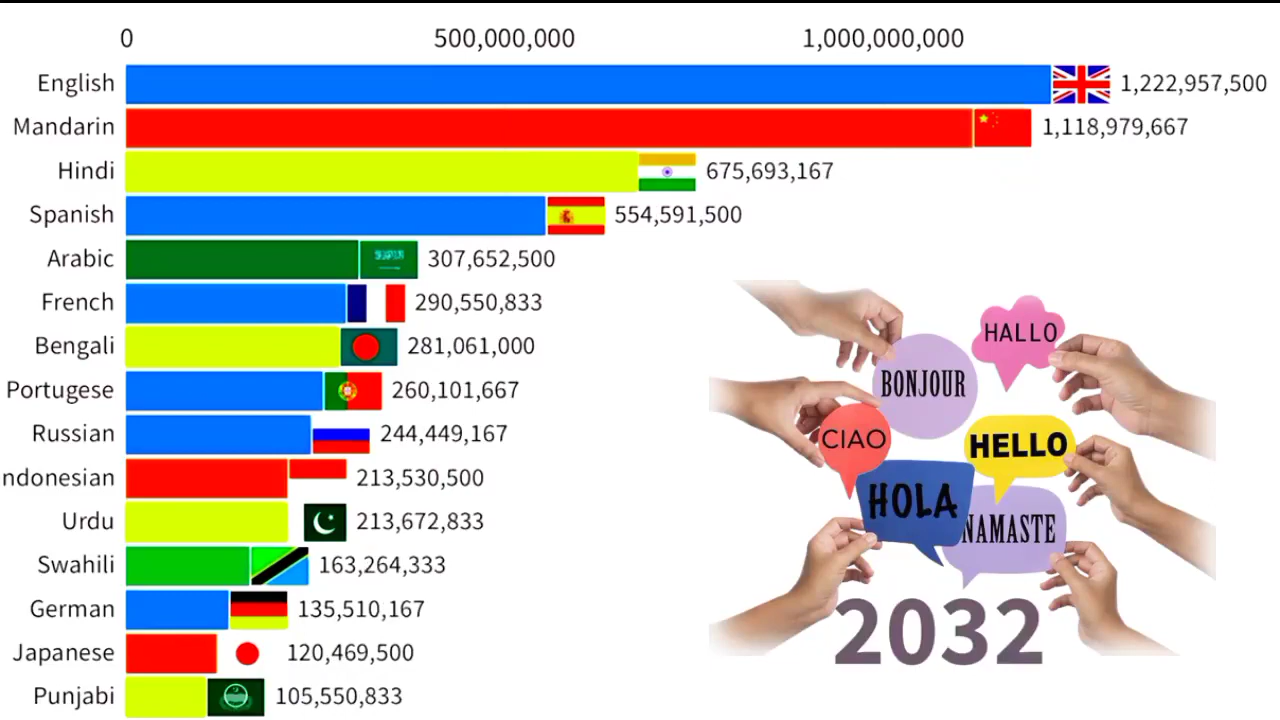 0 500,000,000 1,000,000,000
English 1,222,957,500
Mandarin 1,118,979,667
Hindi 675,693,167
Spanish 554,591,500
Arabic 307,652,500
French 290,550,833
Bengali 281,061,000
Portugese 260,101,667
Russian 244,449,167
ndonesian 213,530,500
Urdu 213,672,833
Swahili 163,264,333
German 135,510,167
Japanese 120,469,500
Punjabi 105,550,833
HALLO
BONJOUR
CIAO
HELLO
HOLA
NAMASTE
2032